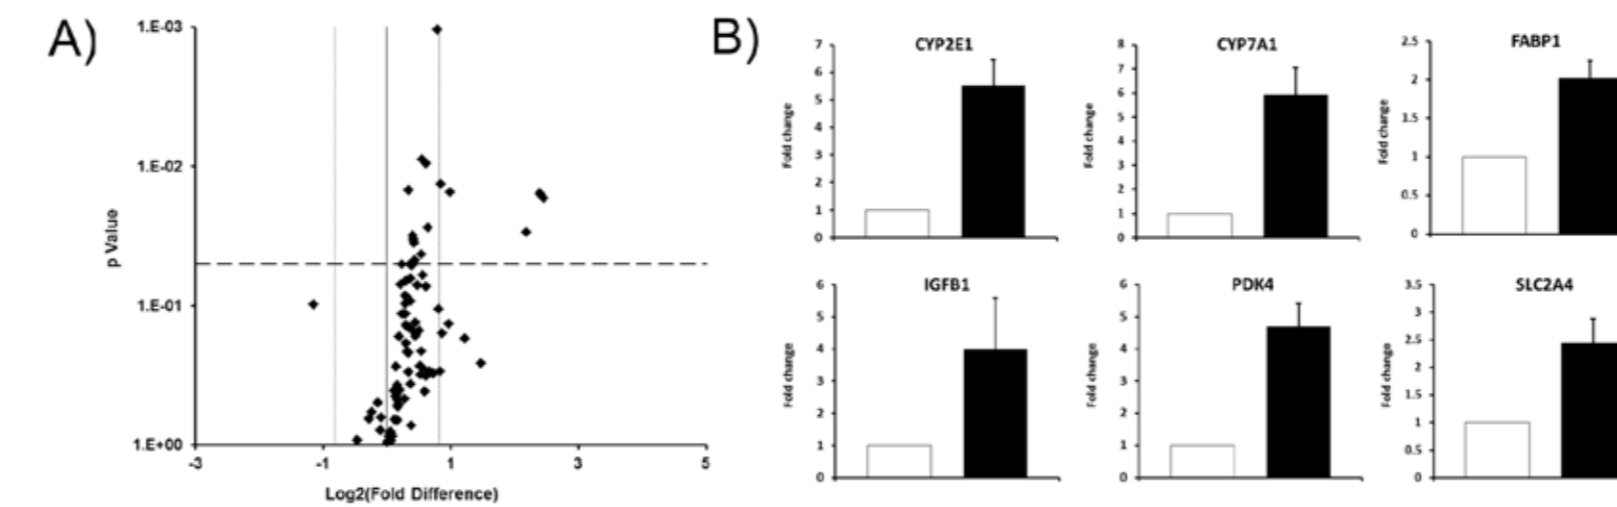 A)
1.E-03
1.E-02
1.E-01
1.E+00
p Value
-3
-1
1
3
5
Log2(Fold Difference)
B)
CYP2E1
7
6
5
4
3
2
1
0
Fold change
CYP7A1
8
7
6
5
4
3
2
1
0
Fold change
FABP1
2.5
2
1.5
1
0.5
0
Fold change
IGFB1
6
5
4
3
2
1
0
Fold change
PDK4
6
5
4
3
2
1
0
Fold change
SLC2A4
3.5
3
2.5
2
1.5
1
0.5
0
Fold change